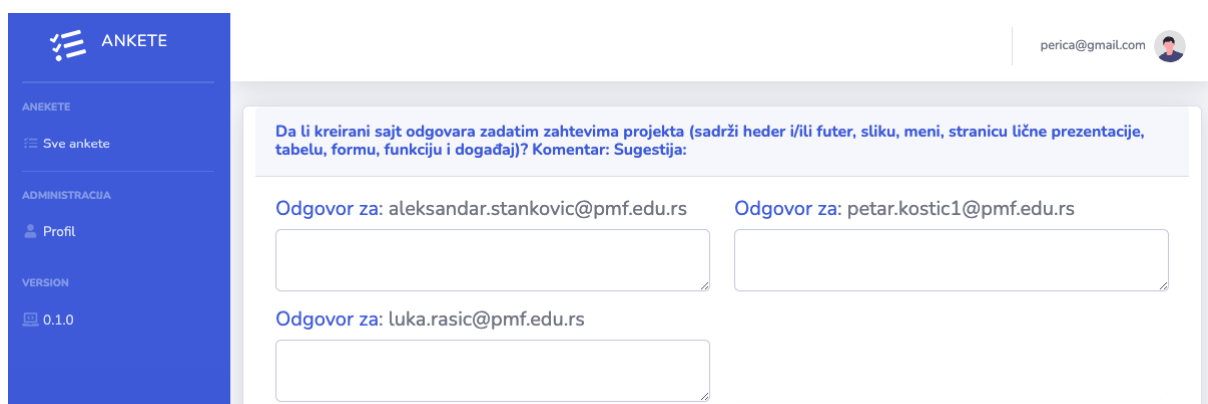 ANKETE
perica@gmail.com
ANEKETE
Sve ankete
ADMINISTRACIJA
Profil
VERSION
0.1.0
Da li kreirani sajt odgovara zadatim zahtevima projekta (sadrži heder i/ili futer, sliku, meni, stranicu lične prezentacije,
tabelu, formu, funkciju i događaj)? Komentar: Sugestija:
Odgovor za: aleksandar.stankovic@pmf.edu.rs
Odgovor za: petar.kostic1@pmf.edu.rs
Odgovor za: luka.rasic@pmf.edu.rs